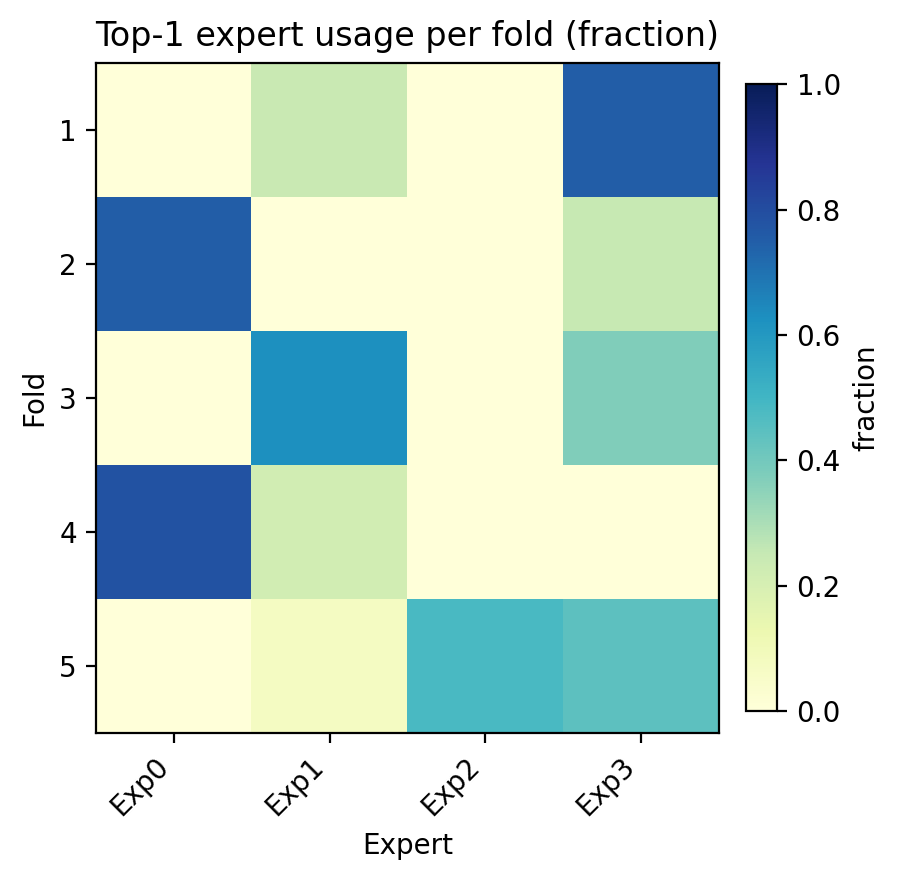 Top-1 expert usage per fold (fraction)
1
2
3
4
5
Fold
Exp0
Exp1
Exp2
Exp3
Expert
1.0
0.8
0.6
0.4
0.2
0.0
fraction